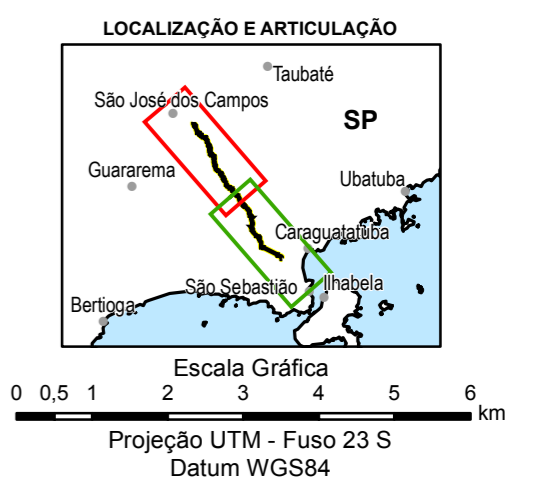 LOCALIZAÇÃO E ARTICULAÇÃO
Taubaté
São José dos Campos
SP
Guararema
Ubatuba
Caraguatatuba
São Sebastião
Ilhabela
Bertioga
Escala Gráfica
0 0,5 1 2 3 4 5 6
km
Projeção UTM - Fuso 23 S
Datum WGS84